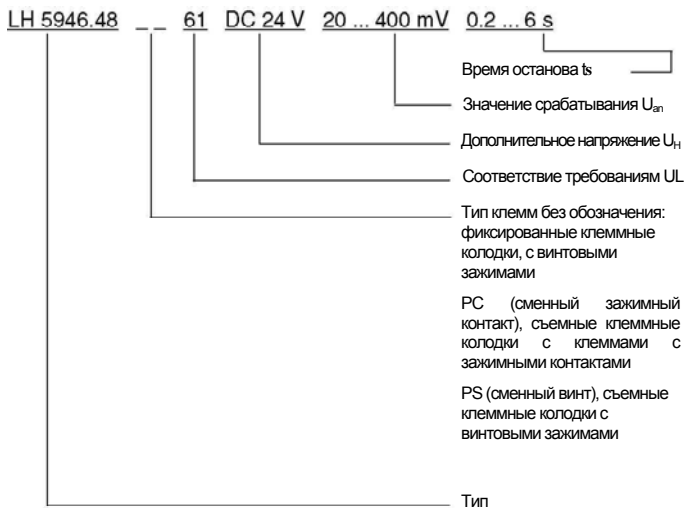 LH 5946.48 _ _ 61 DC 24 V 20 ... 400 mV 0.2 ... 6 s
Время останова ts
Значение срабатывания Uan
Дополнительное напряжение UH
Соответствие требованиям UL
Тип клемм без обозначения:
фиксированные клеммные
колодки, с винтовыми
зажимами
PC (сменный зажимный
контакт), съемные клеммные
колодки с клеммами с
зажимными контактами
PS (сменный винт), съемные
клеммные колодки с
винтовыми зажимами
Тип